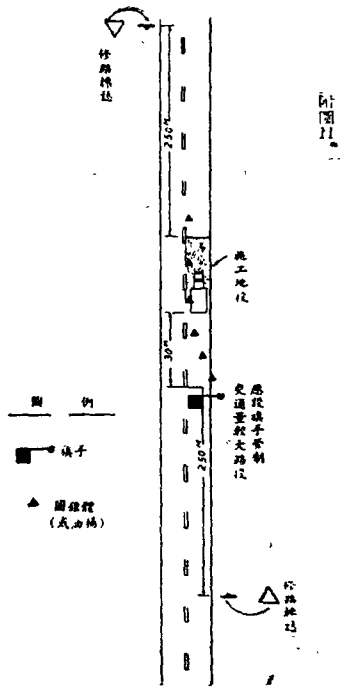 附圖11
修路標誌
250M
施工地段
30M
交通量較大路段
應設旗手管制
250M
修路標誌
圖例
旗手
圓錐體
(或油桶)